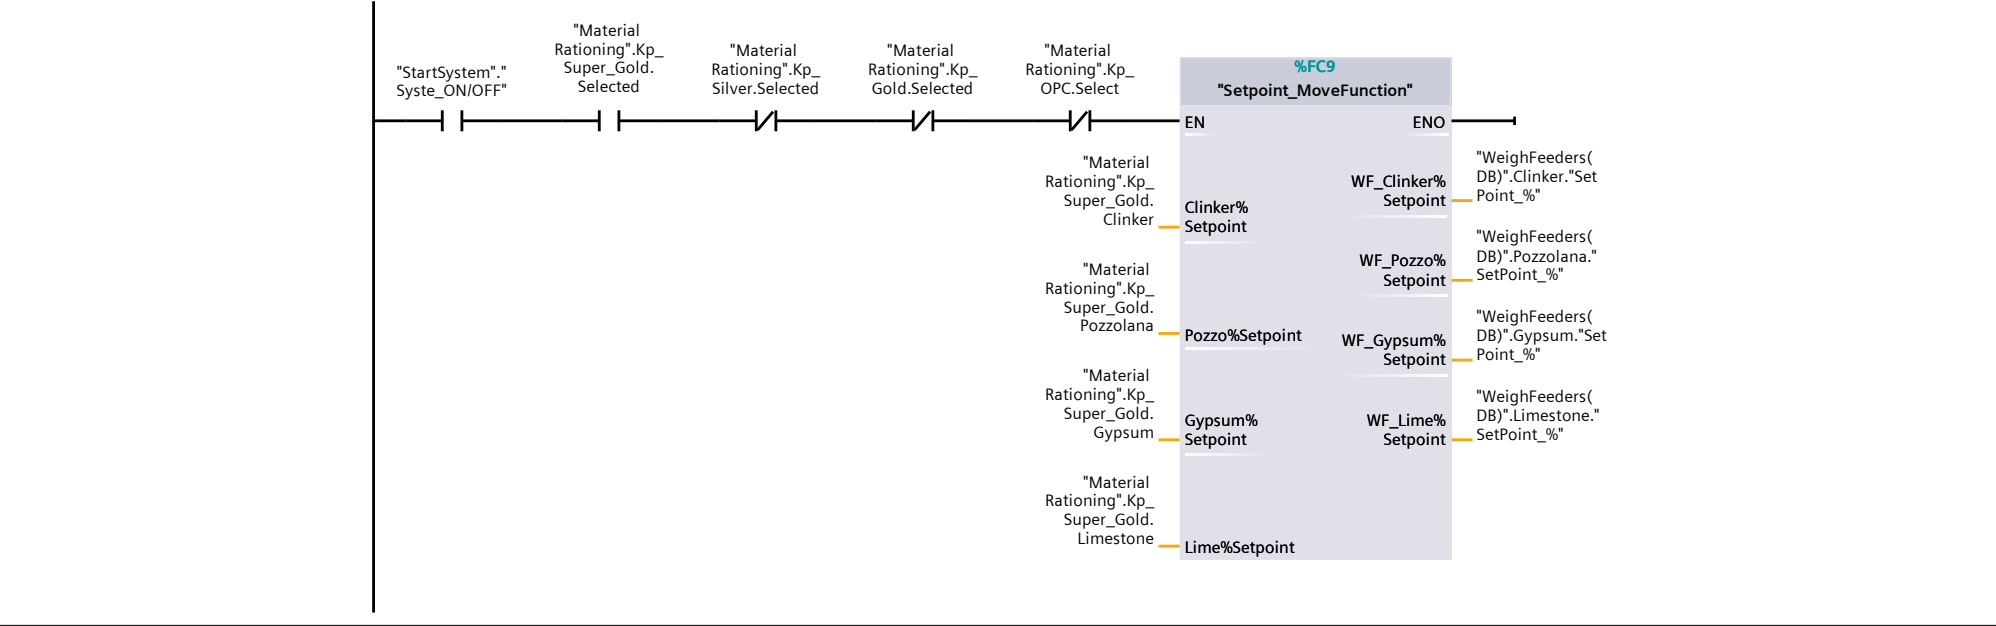 "StartSystem"."
Syste_ON/OFF"
"Material
Rationing".Kp_
Super_Gold.
Selected
"Material
Rationing".Kp_
Silver.Selected
"Material
Rationing".Kp_
Gold.Selected
"Material
Rationing".Kp_
OPC.Select
%FC9
"Setpoint_MoveFunction"
EN
ENO
"Material
Rationing".Kp_
Super_Gold.
Clinker
Clinker%
Setpoint
WF_Clinker%
Setpoint
"WeighFeeders(
DB)".Clinker."Set
Point_%"
"Material
Rationing".Kp_
Super_Gold.
Pozzolana
Pozzo%Setpoint
WF_Pozzo%
Setpoint
"WeighFeeders(
DB)".Pozzolana."
SetPoint_%"
"Material
Rationing".Kp_
Super_Gold.
Gypsum
Gypsum%
Setpoint
WF_Gypsum%
Setpoint
"WeighFeeders(
DB)".Gypsum."Set
Point_%"
"Material
Rationing".Kp_
Super_Gold.
Limestone
Lime%Setpoint
WF_Lime%
Setpoint
"WeighFeeders(
DB)".Limestone."
SetPoint_%"